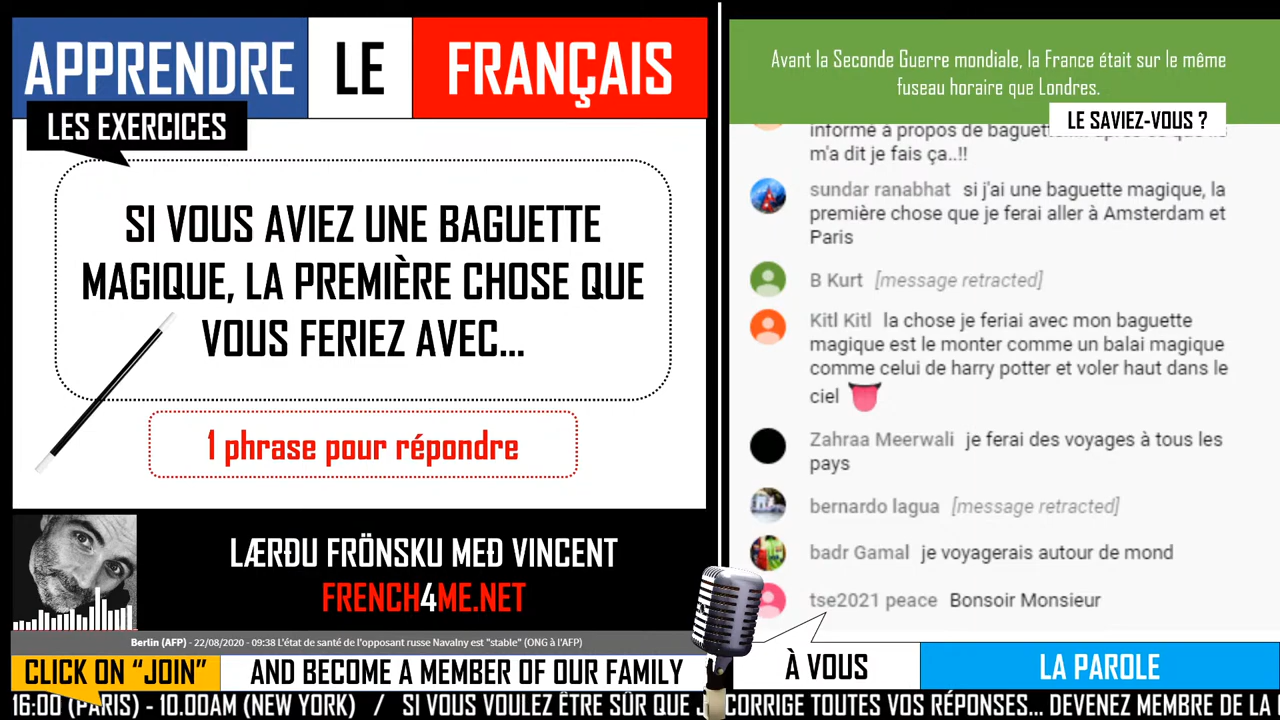 APPRENDRE LE FRANÇAIS
LES EXERCICES
SI VOUS AVIEZ UNE BAGUETTE
MAGIQUE, LA PREMIÈRE CHOSE QUE
VOUS FERIEZ AVEC...
1 phrase pour répondre
LÆRÐU FRÖNSKU MEÐ VINCENT
FRENCH4ME.NET
Berlin (AFP) - 22/08/2020 - 09:38 L'état de santé de l'opposant russe Navalny est "stable" (ONG à l'AFP)
CLICK ON “JOIN” AND BECOME A MEMBER OF OUR FAMILY
16:00 (PARIS) - 10.00AM (NEW YORK) / SI VOUS VOULEZ ÊTRE SÛR QUE J CORRIGE TOUTES VOS RÉPONSES... DEVENEZ MEMBRE DE LA
Avant la Seconde Guerre mondiale, la France était sur le même
fuseau horaire que Londres.
LE SAVIEZ-VOUS ?
informé à propos de baguette
m'a dit je fais ça..!!
sundar ranabhat si j'ai une baguette magique, la
première chose que je ferai aller à Amsterdam et
Paris
B Kurt [message retracted]
Kitl Kitl la chose je feriai avec mon baguette
magique est le monter comme un balai magique
comme celui de harry potter et voler haut dans le
ciel
Zahraa Meerwali je ferai des voyages à tous les
pays
bernardo lagua [message retracted]
badr Gamal je voyagerais autour de mond
tse2021 peace Bonsoir Monsieur
À VOUS LA PAROLE